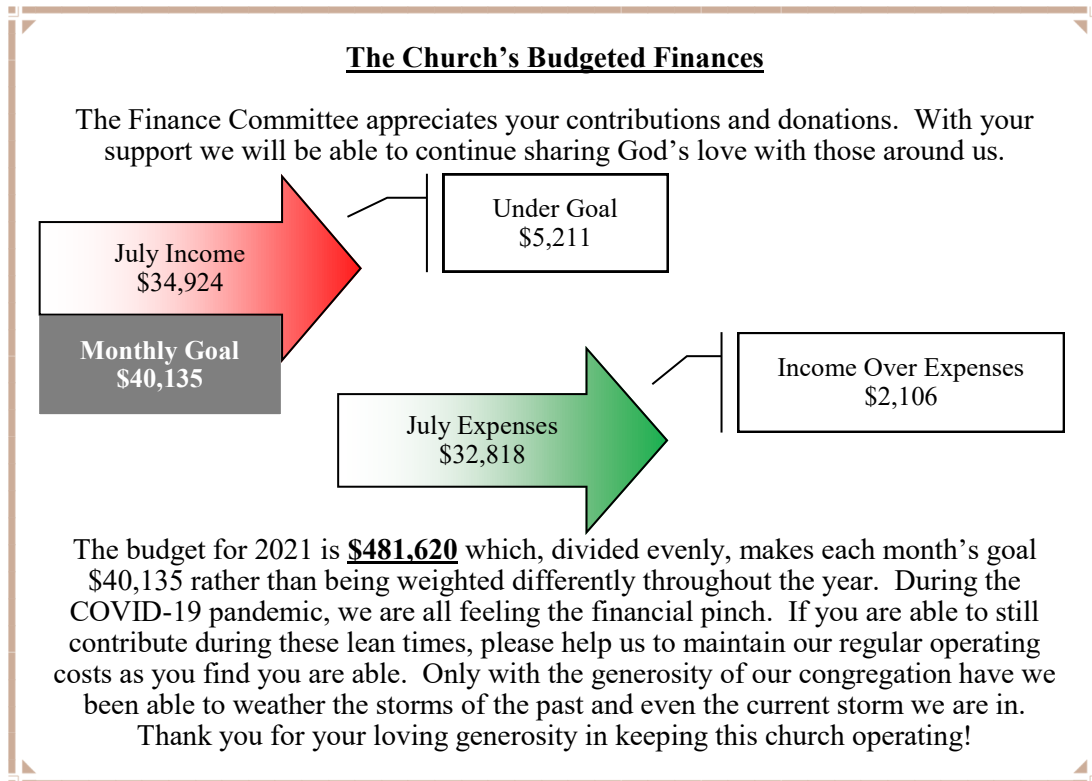 The Church’s Budgeted Finances
The Finance Committee appreciates your contributions and donations.  With your
support we will be able to continue sharing God’s love with those around us.
Under Goal
$5,211
July Income
$34,924
Monthly Goal
$40,135
Income Over Expenses
$2,106
July Expenses
$32,818
The budget for 2021 is $481,620 which, divided evenly, makes each month’s goal
$40,135 rather than being weighted differently throughout the year.  During the
COVID-19 pandemic, we are all feeling the financial pinch.  If you are able to still
contribute during these lean times, please help us to maintain our regular operating
costs as you find you are able.  Only with the generosity of our congregation have we
been able to weather the storms of the past and even the current storm we are in.
Thank you for your loving generosity in keeping this church operating!